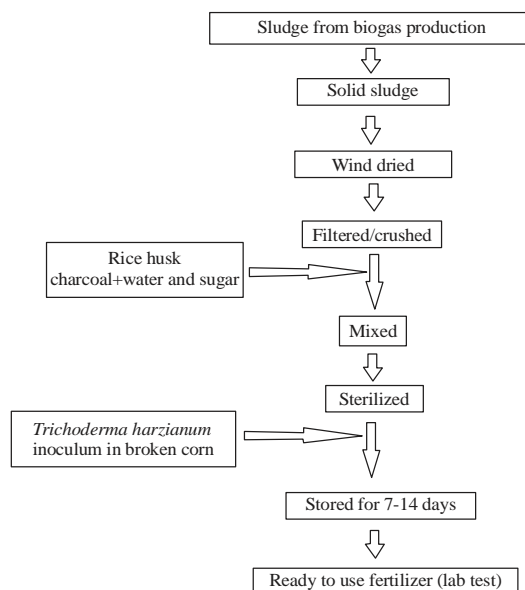 Sludge from biogas production
Solid sludge
Wind dried
Filtered/crushed
Rice husk
charcoal+water and sugar
Mixed
Sterilized
Trichoderma harzianum
inoculum in broken corn
Stored for 7-14 days
Ready to use fertilizer (lab test)